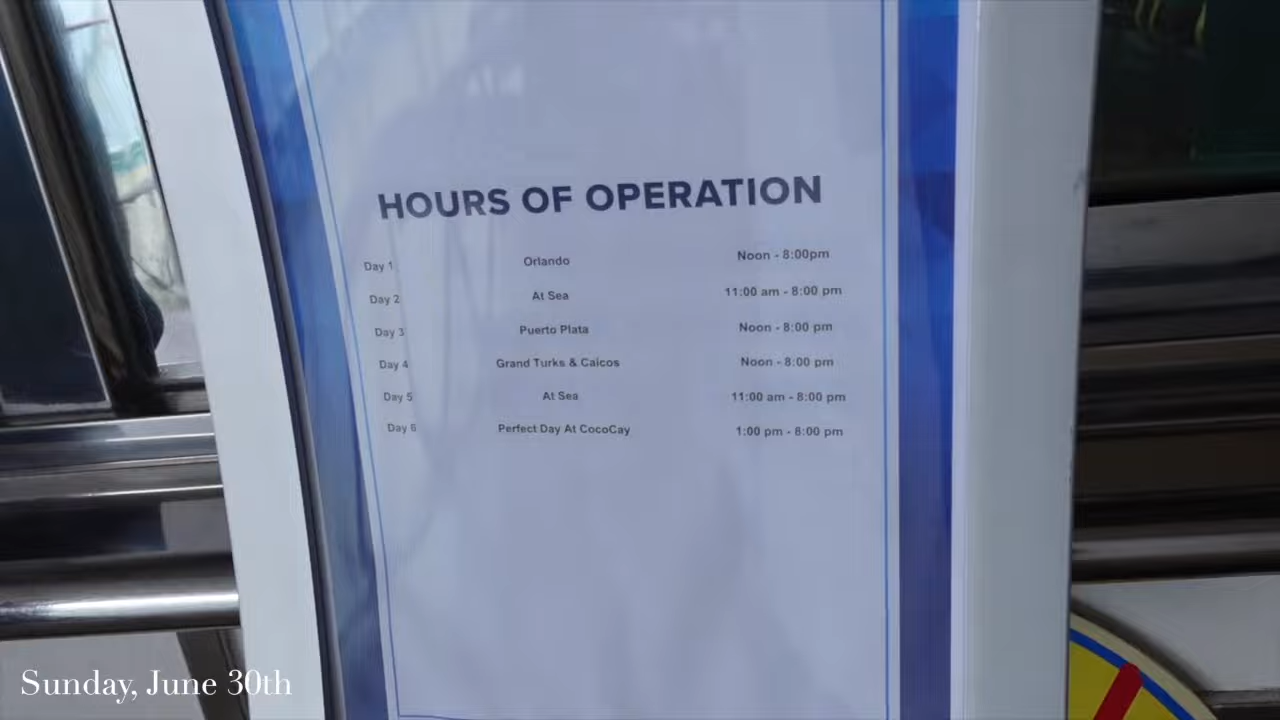 HOURS OF OPERATION
Day 1 Orlando Noon - 8:00pm
Day 2 At Sea 11:00 am - 8:00 pm
Day 3 Puerto Plata Noon - 8:00 pm
Day 4 Grand Turks & Caicos Noon - 8:00 pm
Day 5 At Sea 11:00 am - 8:00 pm
Day 6 Perfect Day At CocoCay 1:00 pm - 8:00 pm
Sunday, June 30th